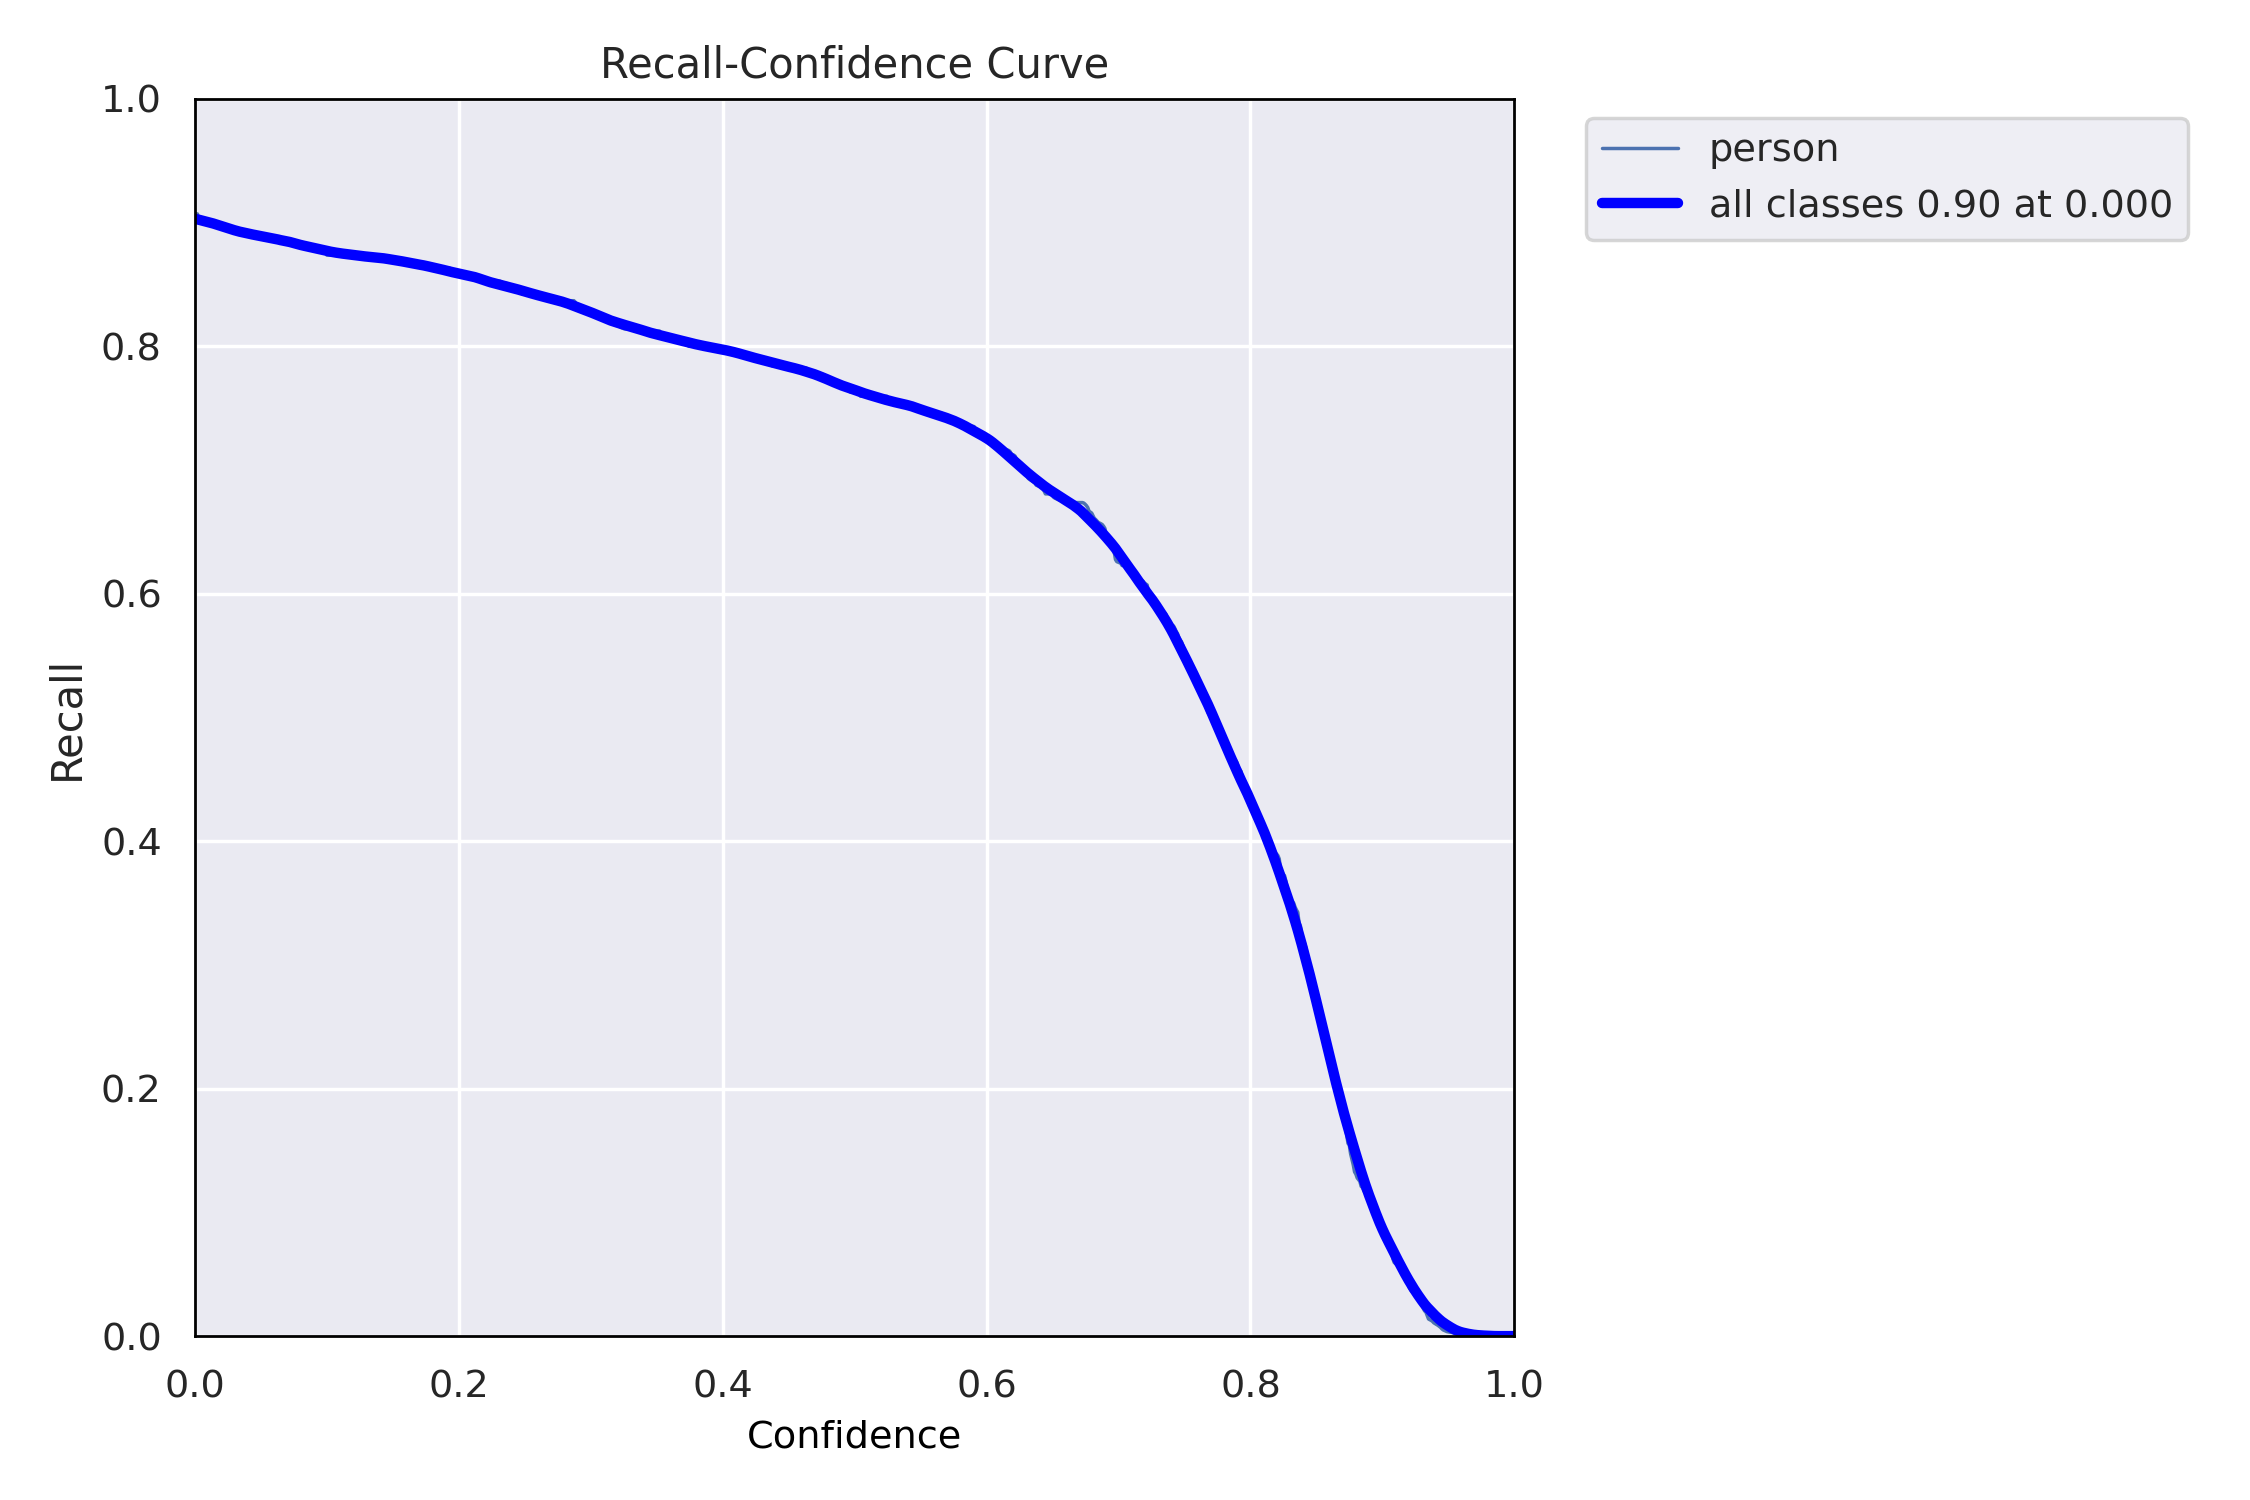 Recall-Confidence Curve
1.0
0.8
0.6
0.4
0.2
0.0
Recall
0.0 0.2 0.4 0.6 0.8 1.0
Confidence
person
all classes 0.90 at 0.000